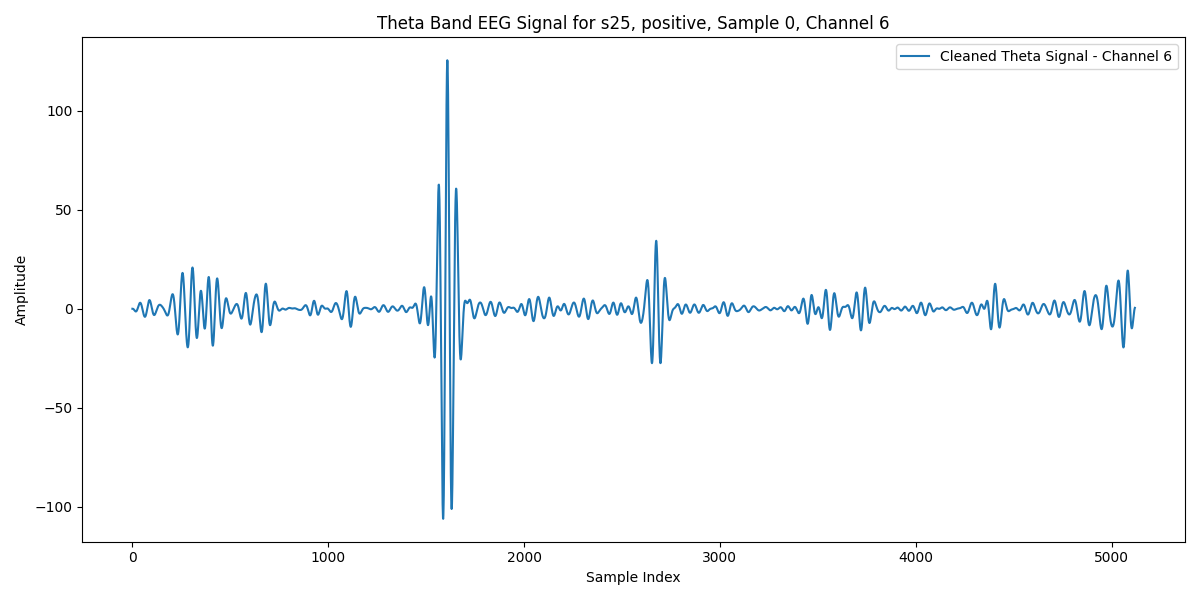 Theta Band EEG Signal for s25, positive, Sample 0, Channel 6
Cleaned Theta Signal - Channel 6
Amplitude
100
50
0
−50
−100
0 1000 2000 3000 4000 5000
Sample Index